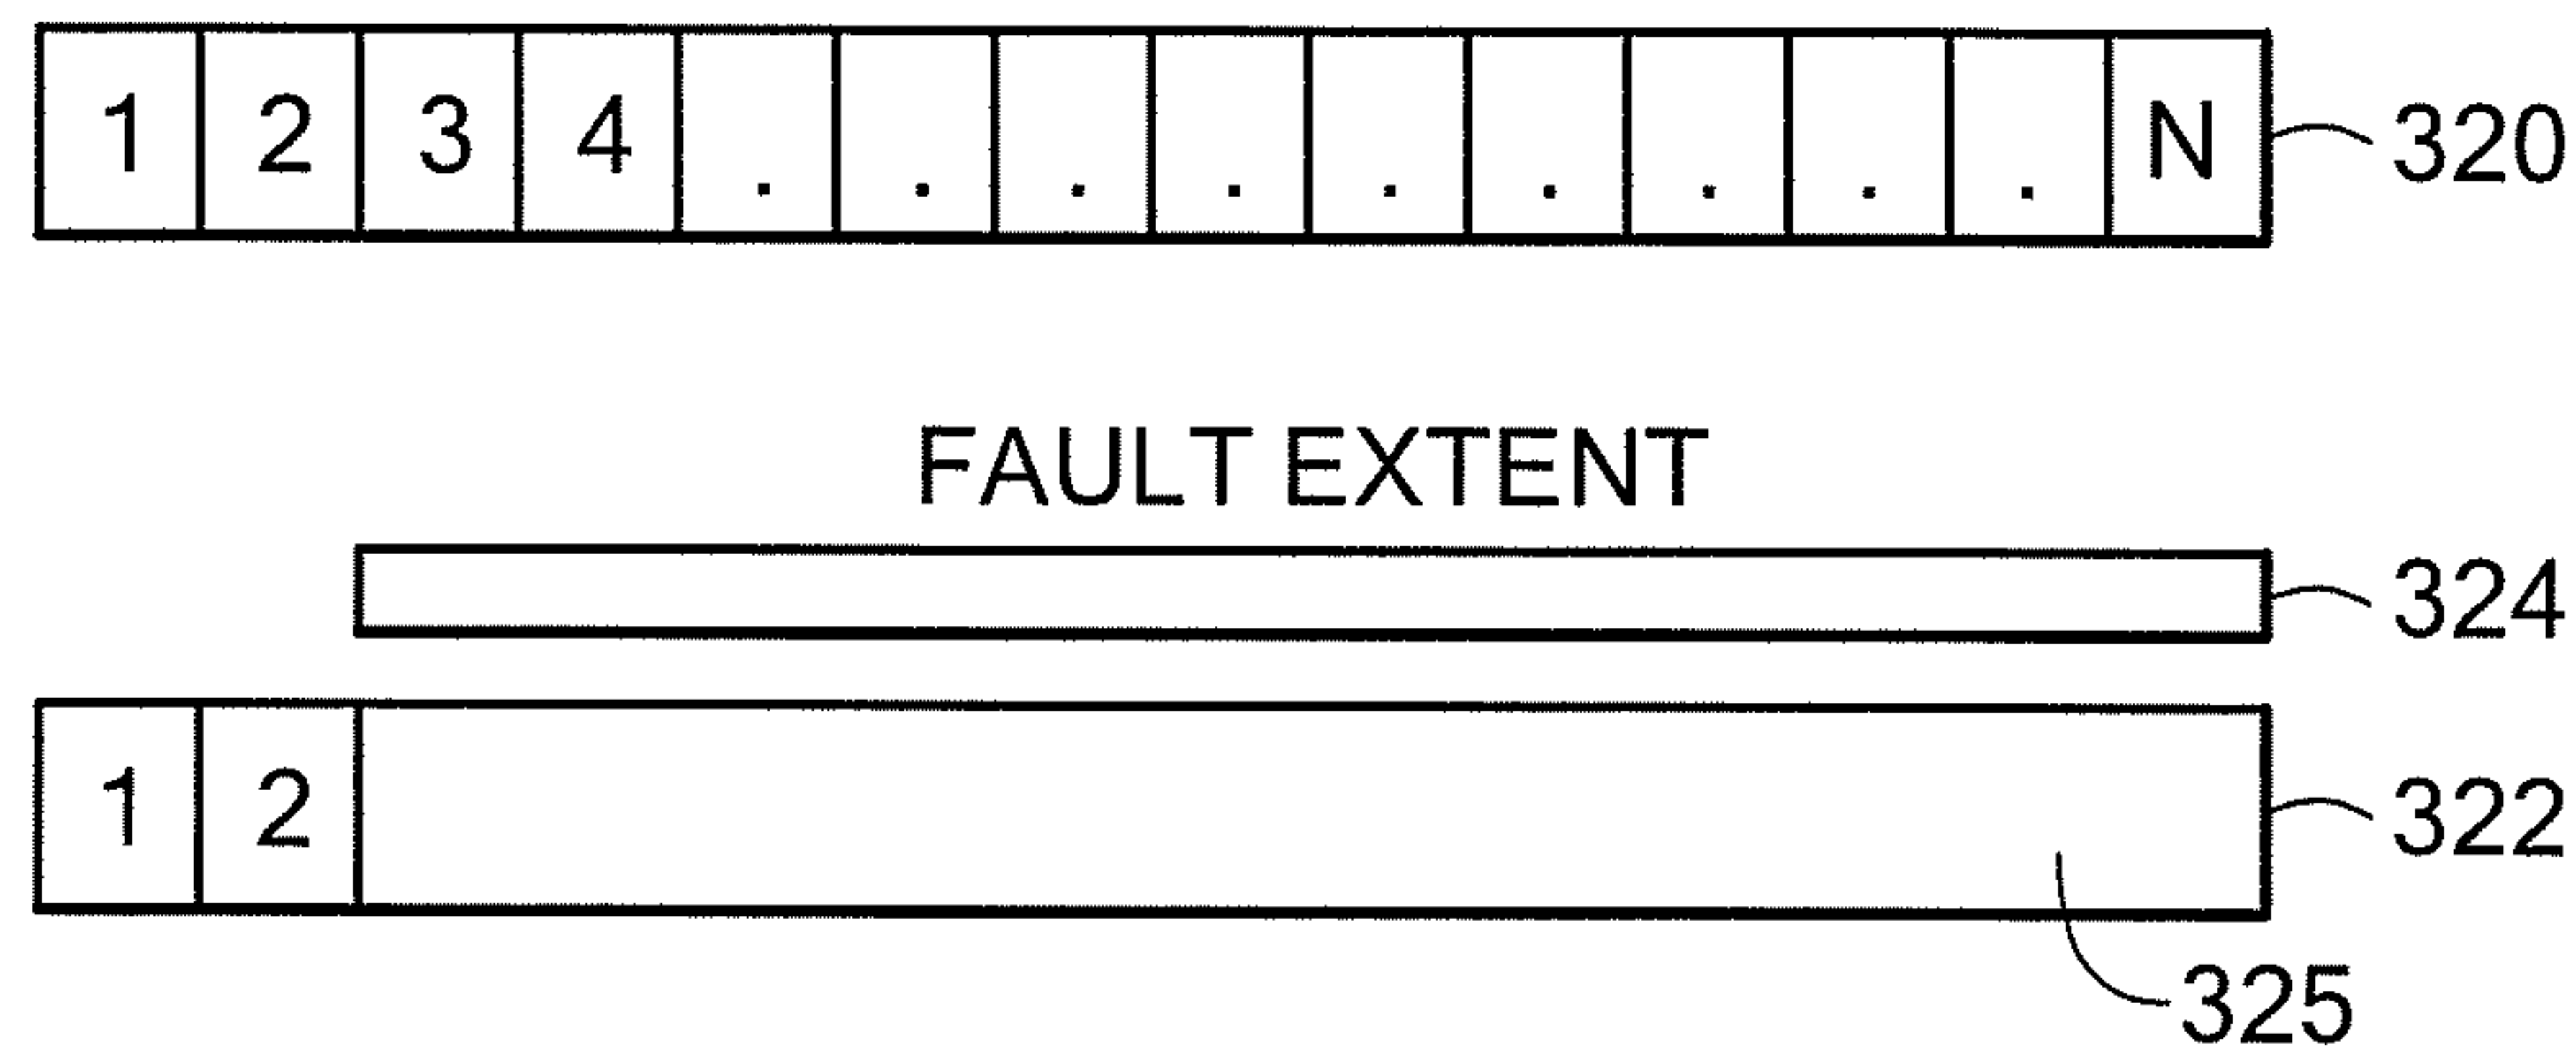 1 2 3 4 . . . . . . . . . N 320
FAULT EXTENT
324
1 2 322
325